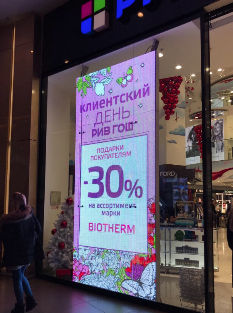 КЛИЕНТСКИЙ
ДЕНЬ
РИВ ГОШ
ПОДАРКИ
ПОКУПАТЕЛЯМ
-30%
на ассортимент
марки
BIOTHERM